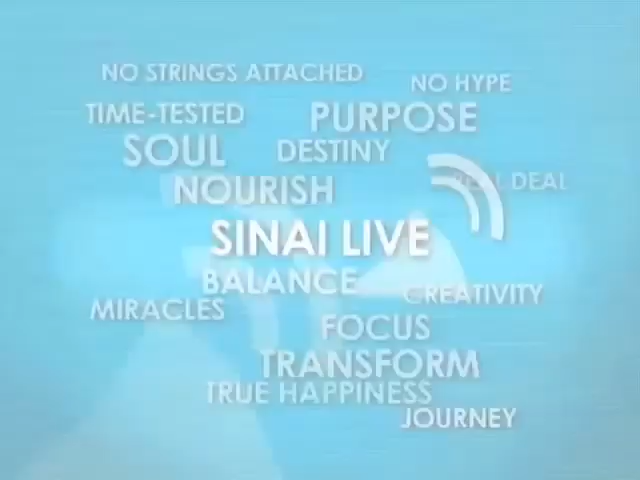 NO STRINGS ATTACHED
NO HYPE
TIME-TESTED
PURPOSE
SOUL
DESTINY
REAL DEAL
NOURISH
SINAI LIVE
BALANCE
CREATIVITY
MIRACLES
FOCUS
TRANSFORM
TRUE HAPPINESS
JOURNEY